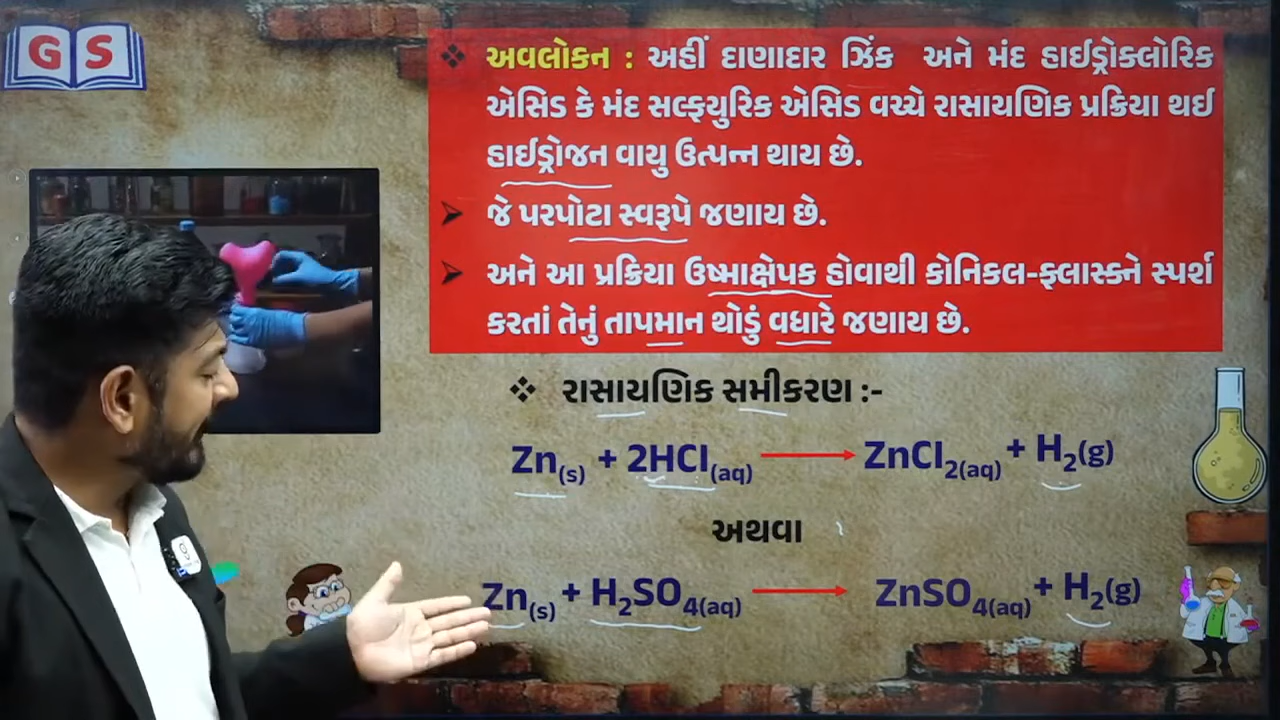 GS
❖ અવલોકન : અહીં દાણાદાર ઝિંક અને મંદ હાઈડ્રોક્લોરિક
એસિડ કે મંદ સલ્ફ્યુરિક એસિડ વચ્ચે રાસાયણિક પ્રક્રિયા થઈ
હાઈડ્રોજન વાયુ ઉત્પન્ન થાય છે.
➢ જે પરપોટા સ્વરૂપે જણાય છે.
➢ અને આ પ્રક્રિયા ઉષ્માક્ષેપક હોવાથી કોનિકલ-ફ્લાસ્કને સ્પર્શ
કરતાં તેનું તાપમાન થોડું વધારે જણાય છે.
❖ રાસાયણિક સમીકરણ :-
Zn(s) + 2HCl(aq) → ZnCl2(aq) + H2(g)
અથવા
Zn(s) + H2SO4(aq) → ZnSO4(aq) + H2(g)